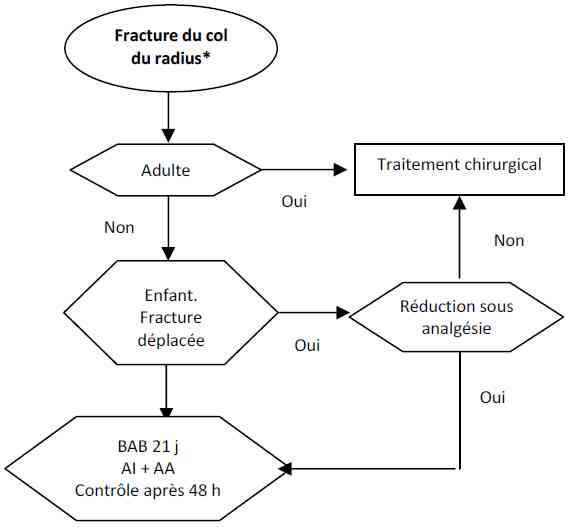 Fracture du col
du radius*
Adulte
Traitement chirurgical
Oui
Non
Non
Enfant.
Fracture
déplacée
Réduction sous
analgésie
Oui
Oui
BAB 21 j
AI + AA
Contrôle après 48 h